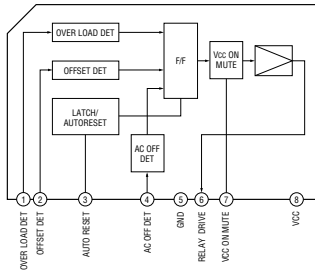 OVER LOAD DET
OFFSET DET
F/F
VCC ON
MUTE
LATCH/
AUTORESET
AC OFF
DET
1
2
3
4
5
6
7
8
OVER LOAD DET
OFFSET DET
AUTO RESET
AC OFF DET
GND
RELAY DRIVE
VCC ON MUTE
VCC